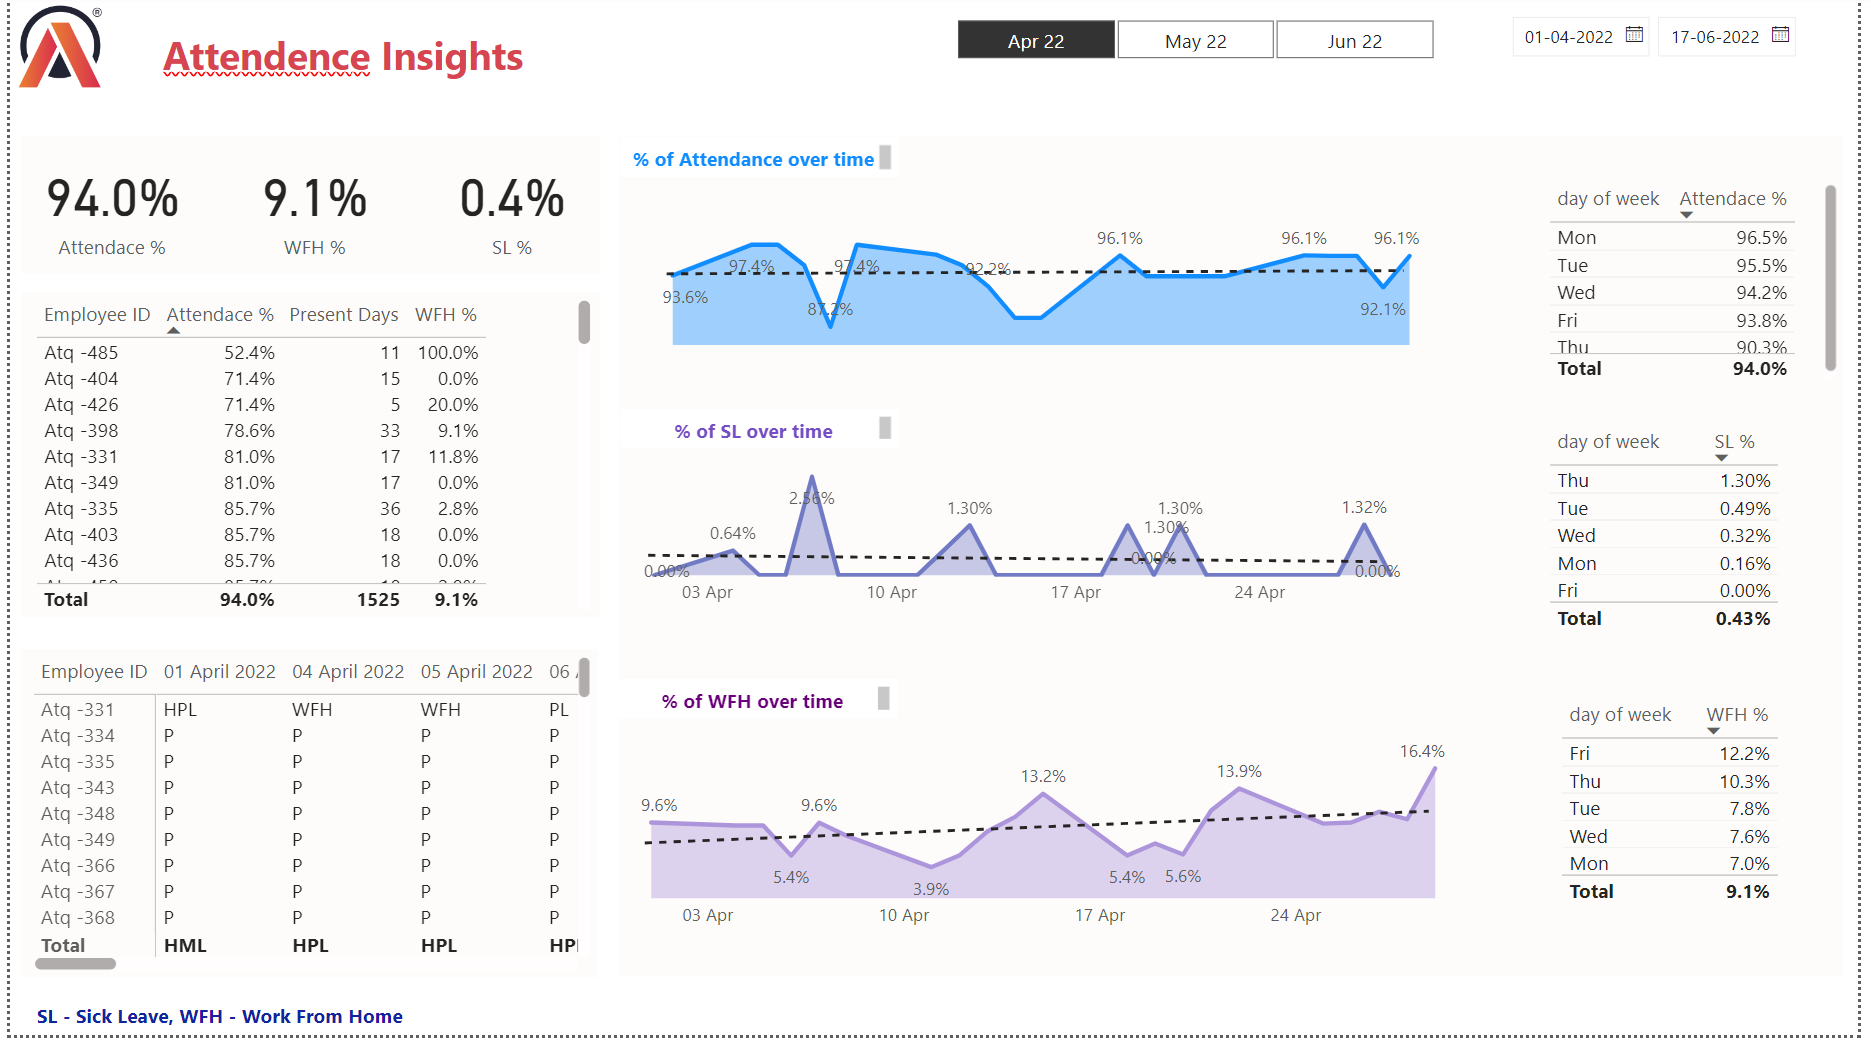 Attendence Insights
®
Apr 22 May 22 Jun 22
01-04-2022 17-06-2022
94.0% 9.1% 0.4%
Attendace % WFH % SL %
Employee ID Attendace % Present Days WFH %
Atq -485 52.4% 11 100.0%
Atq -404 71.4% 15 0.0%
Atq -426 71.4% 5 20.0%
Atq -398 78.6% 33 9.1%
Atq -331 81.0% 17 11.8%
Atq -349 81.0% 17 0.0%
Atq -335 85.7% 36 2.8%
Atq -403 85.7% 18 0.0%
Atq -436 85.7% 18 0.0%
Total 94.0% 1525 9.1%
Employee ID 01 April 2022 04 April 2022 05 April 2022 06
Atq -331 HPL WFH WFH PL
Atq -334 P P P P
Atq -335 P P P P
Atq -343 P P P P
Atq -348 P P P P
Atq -349 P P P P
Atq -366 P P P P
Atq -367 P P P P
Atq -368 P P P P
Total HML HPL HPL
% of Attendance over time
96.1% 96.1% 96.1%
97.4% 97.4% 92.2%
93.6% 87.2% 92.1%
% of SL over time
2.56%
1.30% 1.30% 1.32%
0.64% 1.30%
0.00% 0.00% 0.00%
03 Apr 10 Apr 17 Apr 24 Apr
% of WFH over time
16.4%
13.2% 13.9%
9.6% 9.6%
5.4% 3.9% 5.4% 5.6%
03 Apr 10 Apr 17 Apr 24 Apr
day of week Attendace %
Mon 96.5%
Tue 95.5%
Wed 94.2%
Fri 93.8%
Thu 90.3%
Total 94.0%
day of week SL %
Thu 1.30%
Tue 0.49%
Wed 0.32%
Mon 0.16%
Fri 0.00%
Total 0.43%
day of week WFH %
Fri 12.2%
Thu 10.3%
Tue 7.8%
Wed 7.6%
Mon 7.0%
Total 9.1%
SL - Sick Leave, WFH - Work From Home